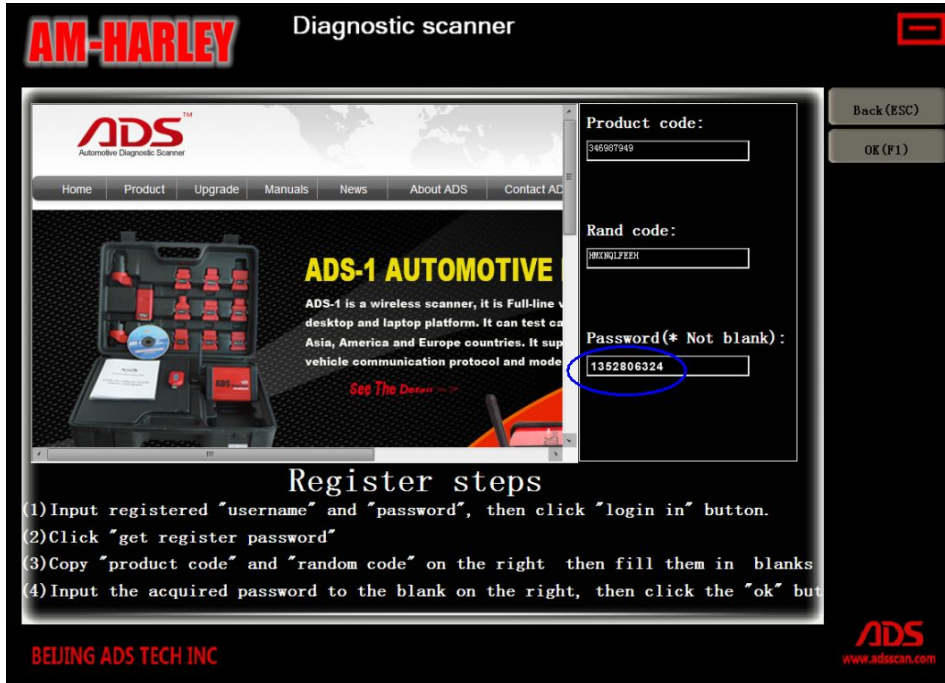 AM-HARLEY
Diagnostic scanner
ADS™
Automotive Diagnostic Scanner
Home Product Upgrade Manuals News About ADS Contact AD
ADS-1 AUTOMOTIVE
ADS-1 is a wireless scanner, it is Full-line v
desktop and laptop platform. It can test ca
Asia, America and Europe countries. It sup
vehicle communication protocol and mode
See The
ADS
Product code:
346987949
Rand code:
Password(* Not blank):
1352806324
Back(ESC)
OK(F1)
Register steps
(1)Input registered "username" and "password", then click "login in" button.
(2)Click "get register password"
(3)Copy "product code" and "random code" on the right then fill them in blanks
(4)Input the acquired password to the blank on the right, then click the "ok" but
BEIJING ADS TECH INC
ADS
www.adsscan.com